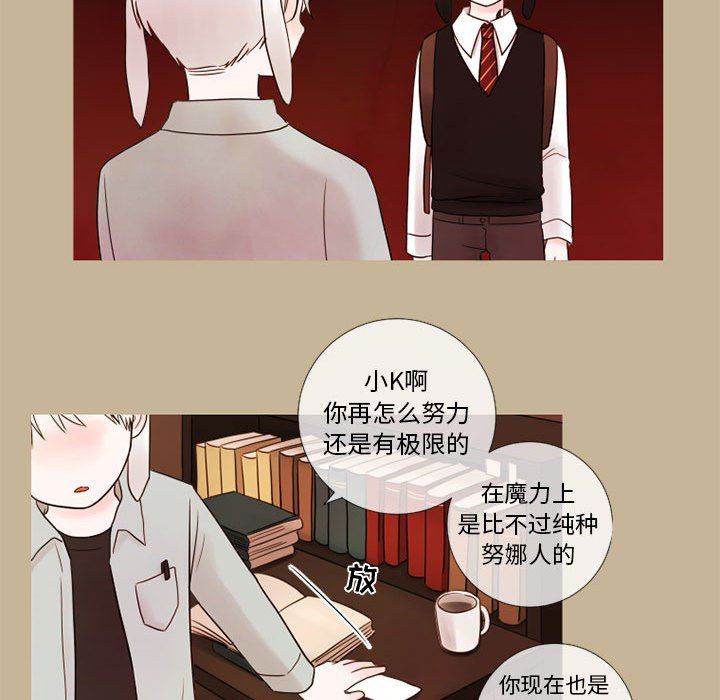 小K啊
你再怎么努力
还是有极限的
在魔力上
是比不过纯种
努娜人的
放
你现在也是